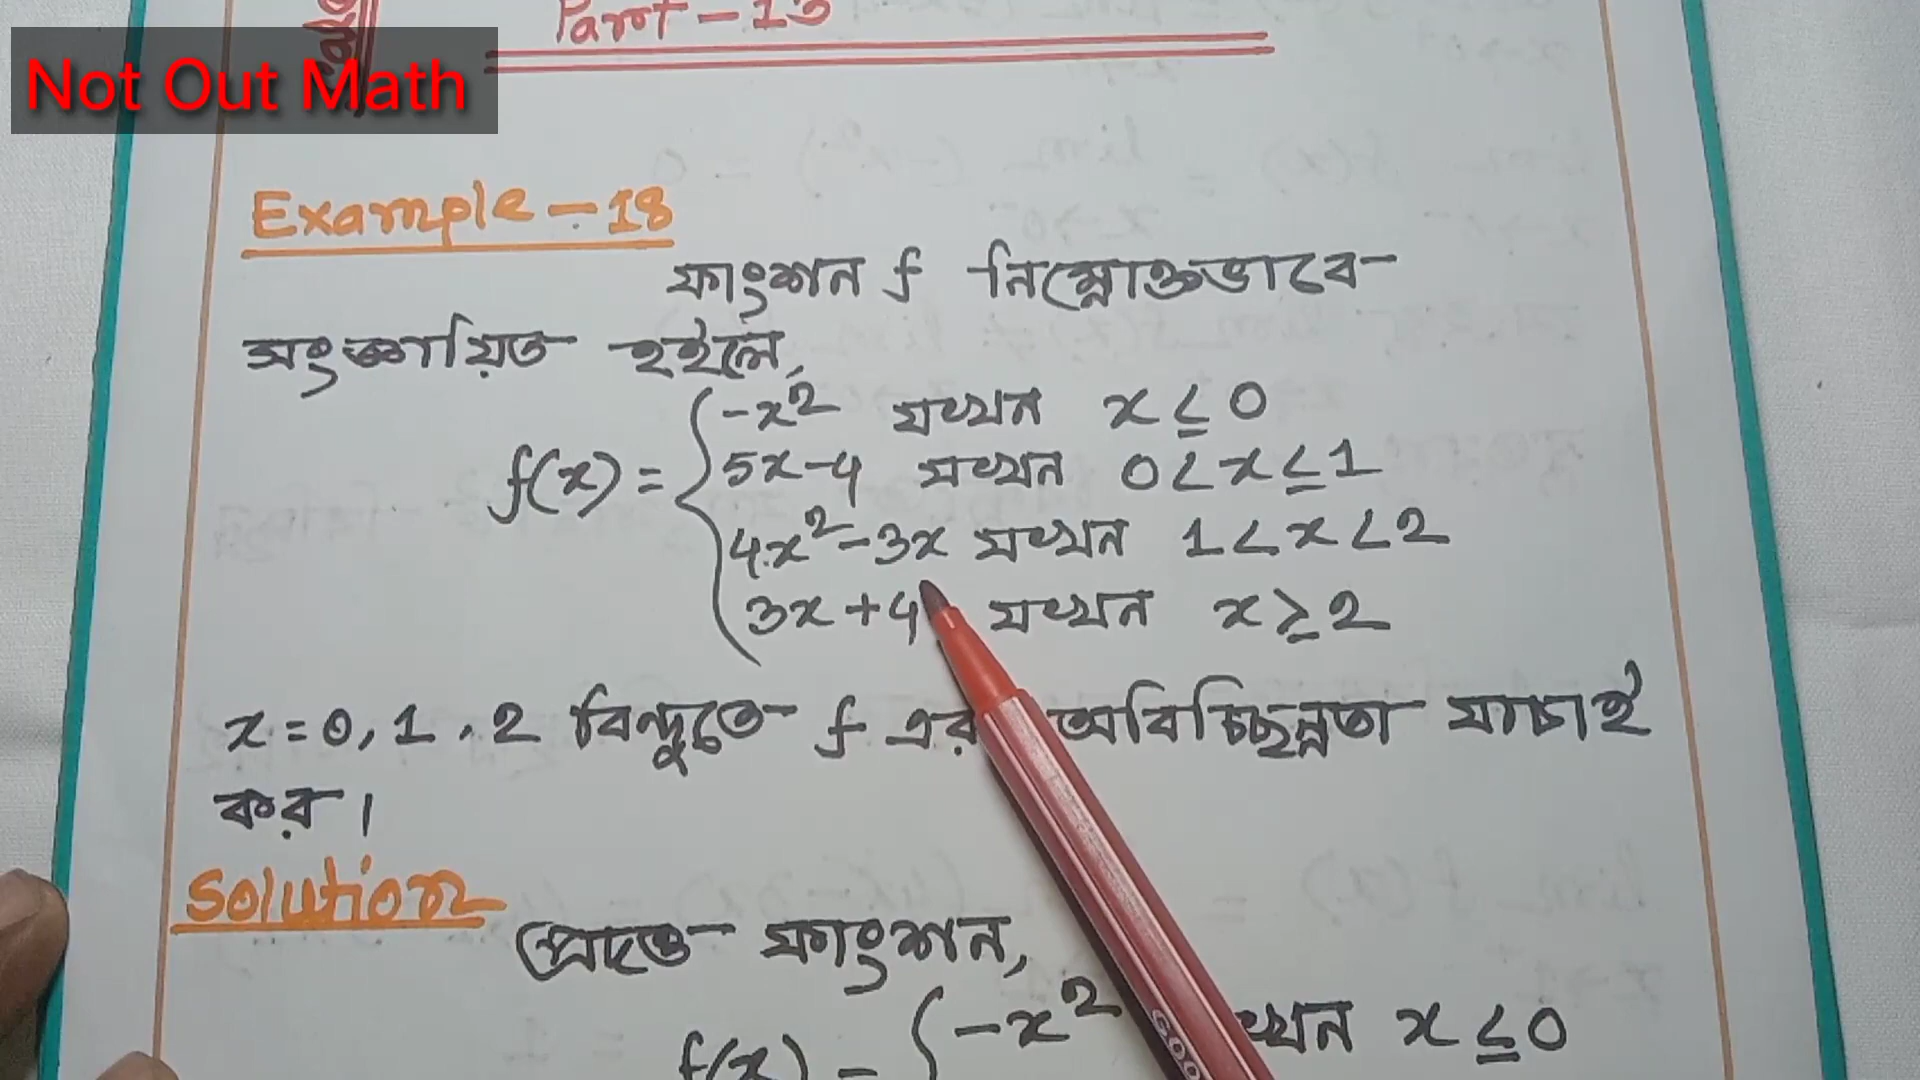 Part-13
Not Out Math
Example-18
ফাংশন f নিম্নোক্তভাবে
সংজ্ঞায়িত হইলে,
-x² যখন x ≤ 0
f(x) = 5x-4 যখন 0<x≤1
4x²-3x যখন 1<x<2
3x+4 যখন x≥2
x=0,1,2 বিন্দুতে f এর অবিচ্ছিন্নতা যাচাই
কর।
Solution
প্রদত্ত ফাংশন,
f(x) = { -x² যখন x ≤ 0